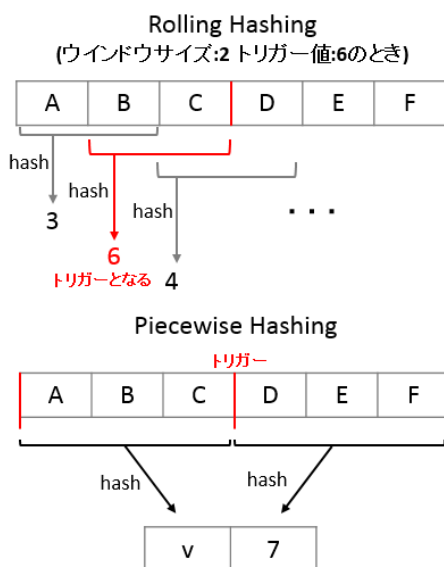 Rolling Hashing
(ウインドウサイズ:2 トリガー値:6のとき)
A B C D E F
hash
hash
hash
3
6
4
・・・
トリガーとなる
Piecewise Hashing
トリガー
A B C D E F
hash
hash
v 7